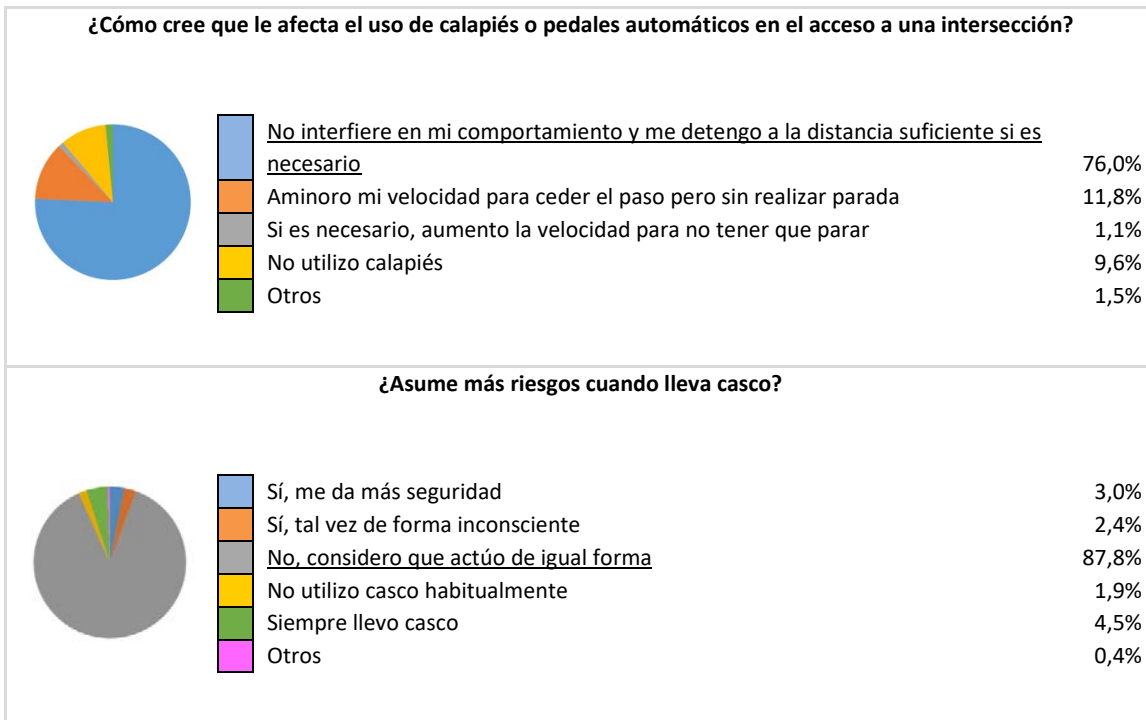 ¿Cómo cree que le afecta el uso de calapiés o pedales automáticos en el acceso a una intersección?
No interfiere en mi comportamiento y me detengo a la distancia suficiente si es
necesario 76,0%
Aminoro mi velocidad para ceder el paso pero sin realizar parada 11,8%
Si es necesario, aumento la velocidad para no tener que parar 1,1%
No utilizo calapiés 9,6%
Otros 1,5%
¿Asume más riesgos cuando lleva casco?
Sí, me da más seguridad 3,0%
Sí, tal vez de forma inconsciente 2,4%
No, considero que actúo de igual forma 87,8%
No utilizo casco habitualmente 1,9%
Siempre llevo casco 4,5%
Otros 0,4%